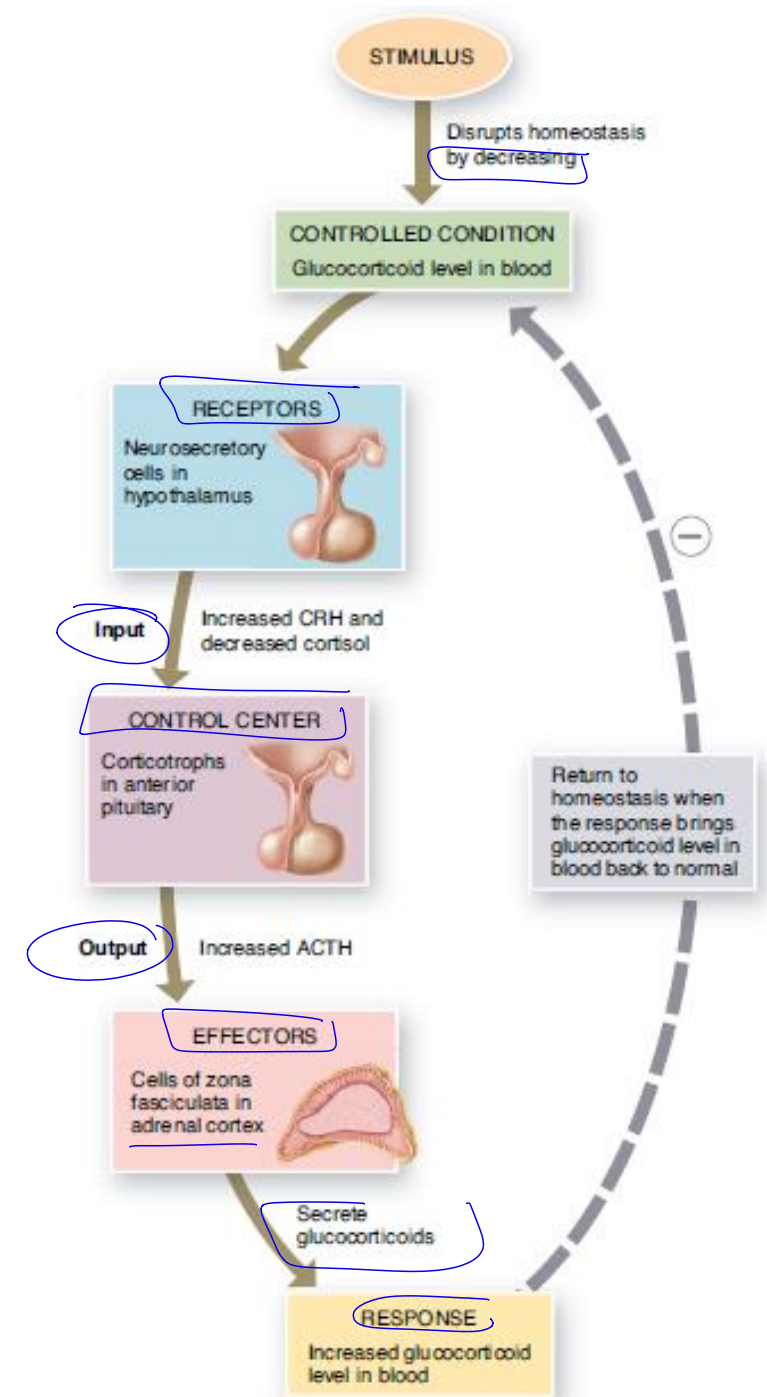 STIMULUS
Disrupts homeostasis
by decreasing
CONTROLLED CONDITION
Glucocorticoid level in blood
RECEPTORS
Neurosecretory
cells in
hypothalamus
Input
Increased CRH and
decreased cortisol
CONTROL CENTER
Corticotrophs
in anterior
pituitary
Return to
homeostasis when
the response brings
glucocorticoid level in
blood back to normal
Output
Increased ACTH
EFFECTORS
Cells of zona
fasciculata in
adrenal cortex
Secrete
glucocorticoids
RESPONSE
Increased glucocorticoid
level in blood